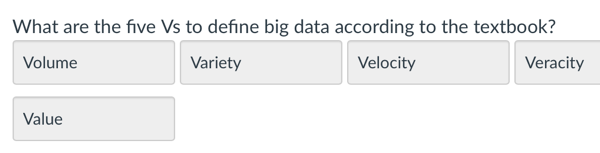 What are the five Vs to define big data according to the textbook?
Volume Variety Velocity Veracity
Value